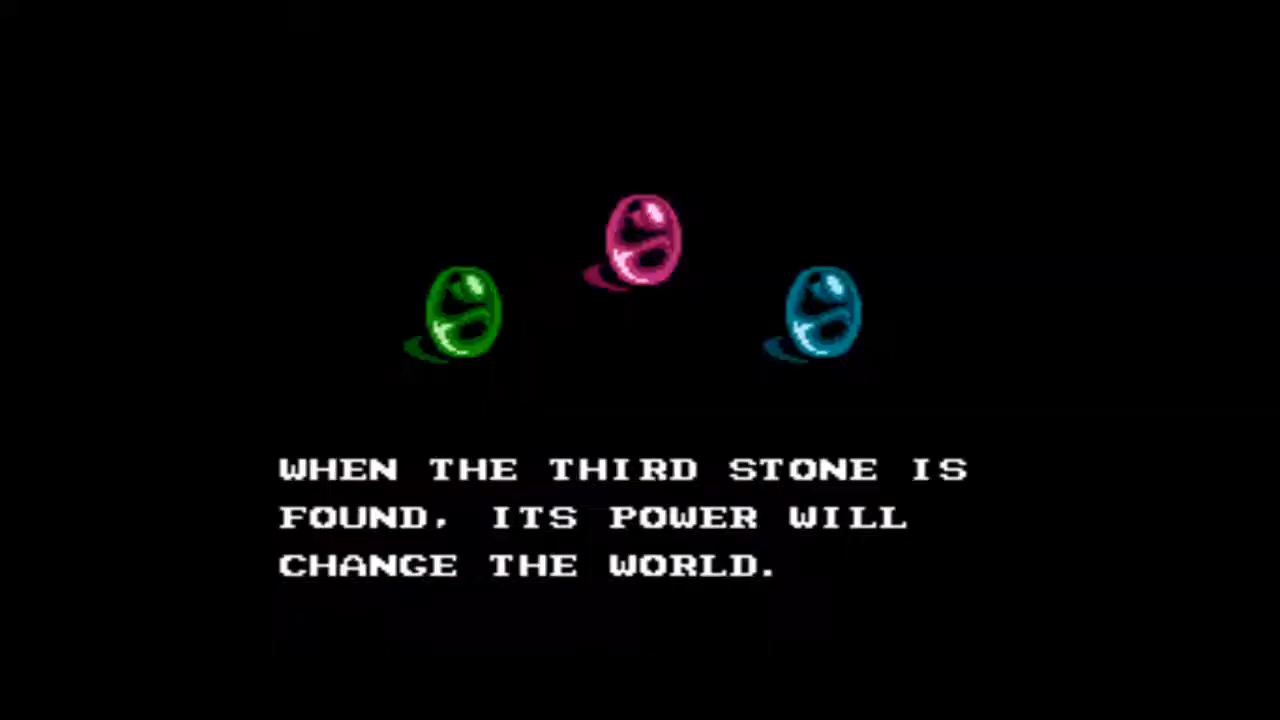 WHEN THE THIRD STONE IS
FOUND, ITS POWER WILL
CHANGE THE WORLD.